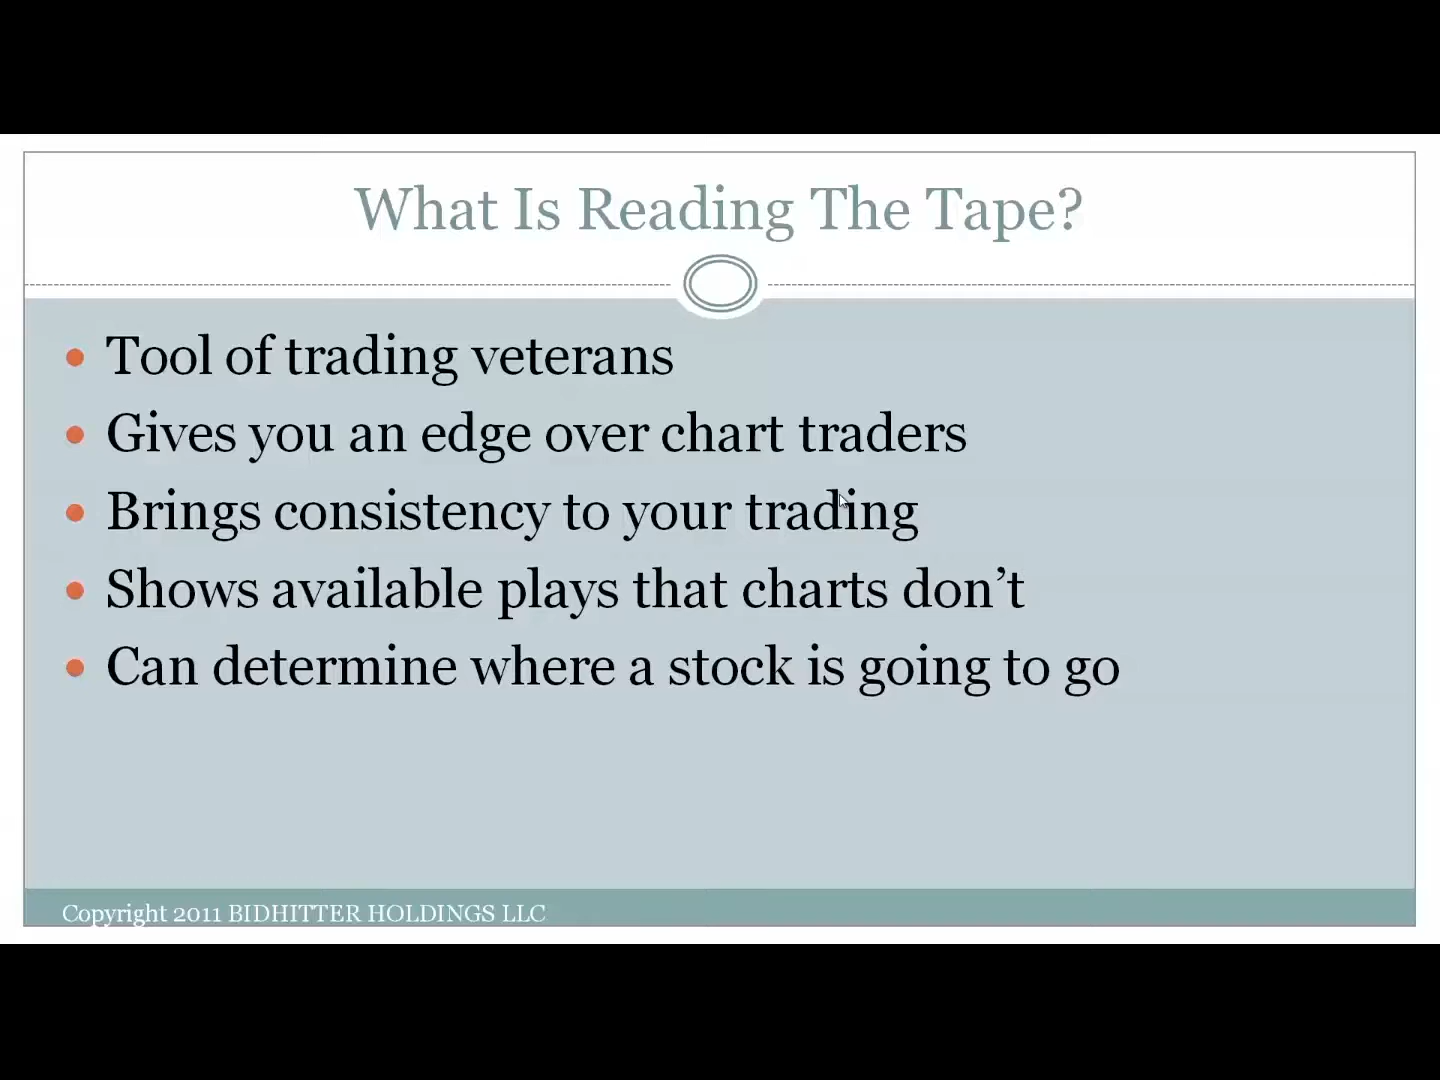 What Is Reading The Tape?
Tool of trading veterans
Gives you an edge over chart traders
Brings consistency to your trading
Shows available plays that charts don’t
Can determine where a stock is going to go
Copyright 2011 BIDHITTER HOLDINGS LLC